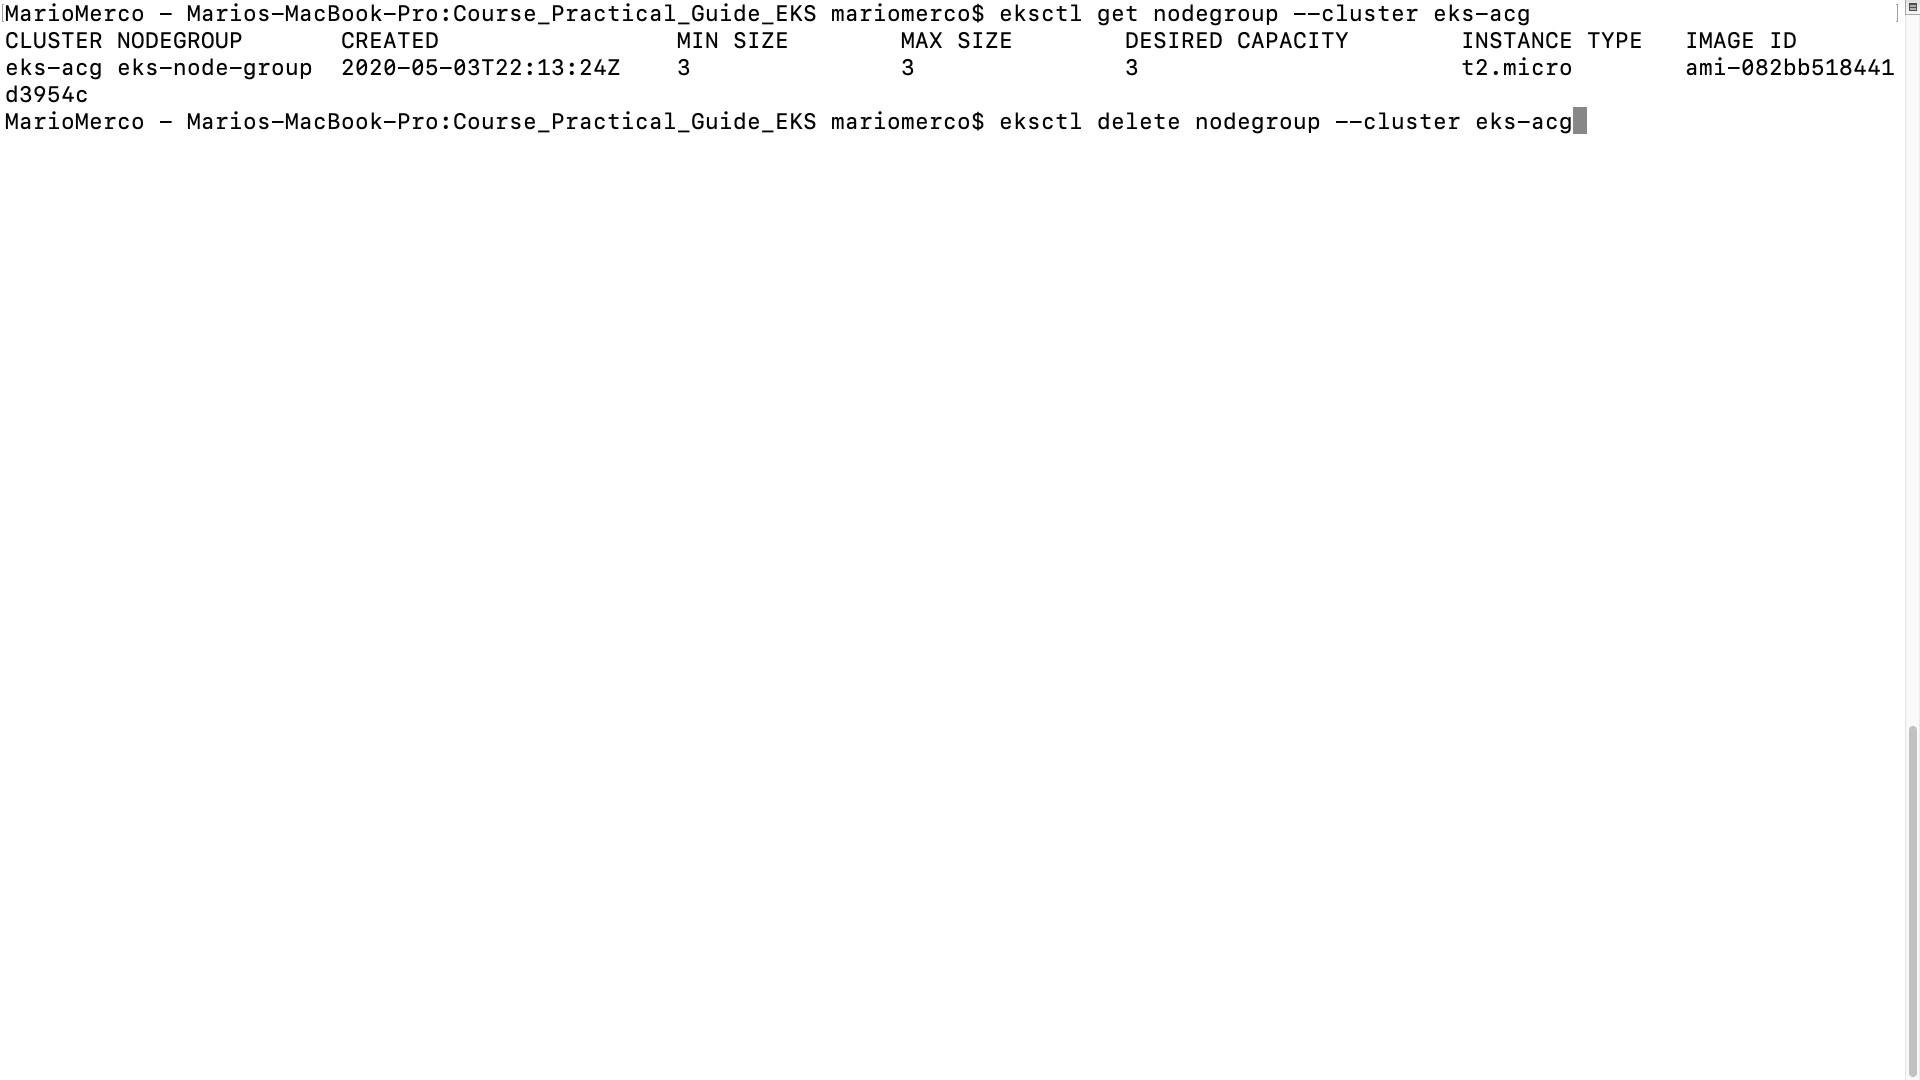 MarioMerco - Marios-MacBook-Pro:Course_Practical_Guide_EKS mariomerco$ eksctl get nodegroup --cluster eks-acg
CLUSTER NODEGROUP CREATED MIN SIZE MAX SIZE DESIRED CAPACITY INSTANCE TYPE IMAGE ID
eks-acg eks-node-group 2020-05-03T22:13:24Z 3 3 3 t2.micro ami-082bb518441
d3954c
MarioMerco - Marios-MacBook-Pro:Course_Practical_Guide_EKS mariomerco$ eksctl delete nodegroup --cluster eks-acg